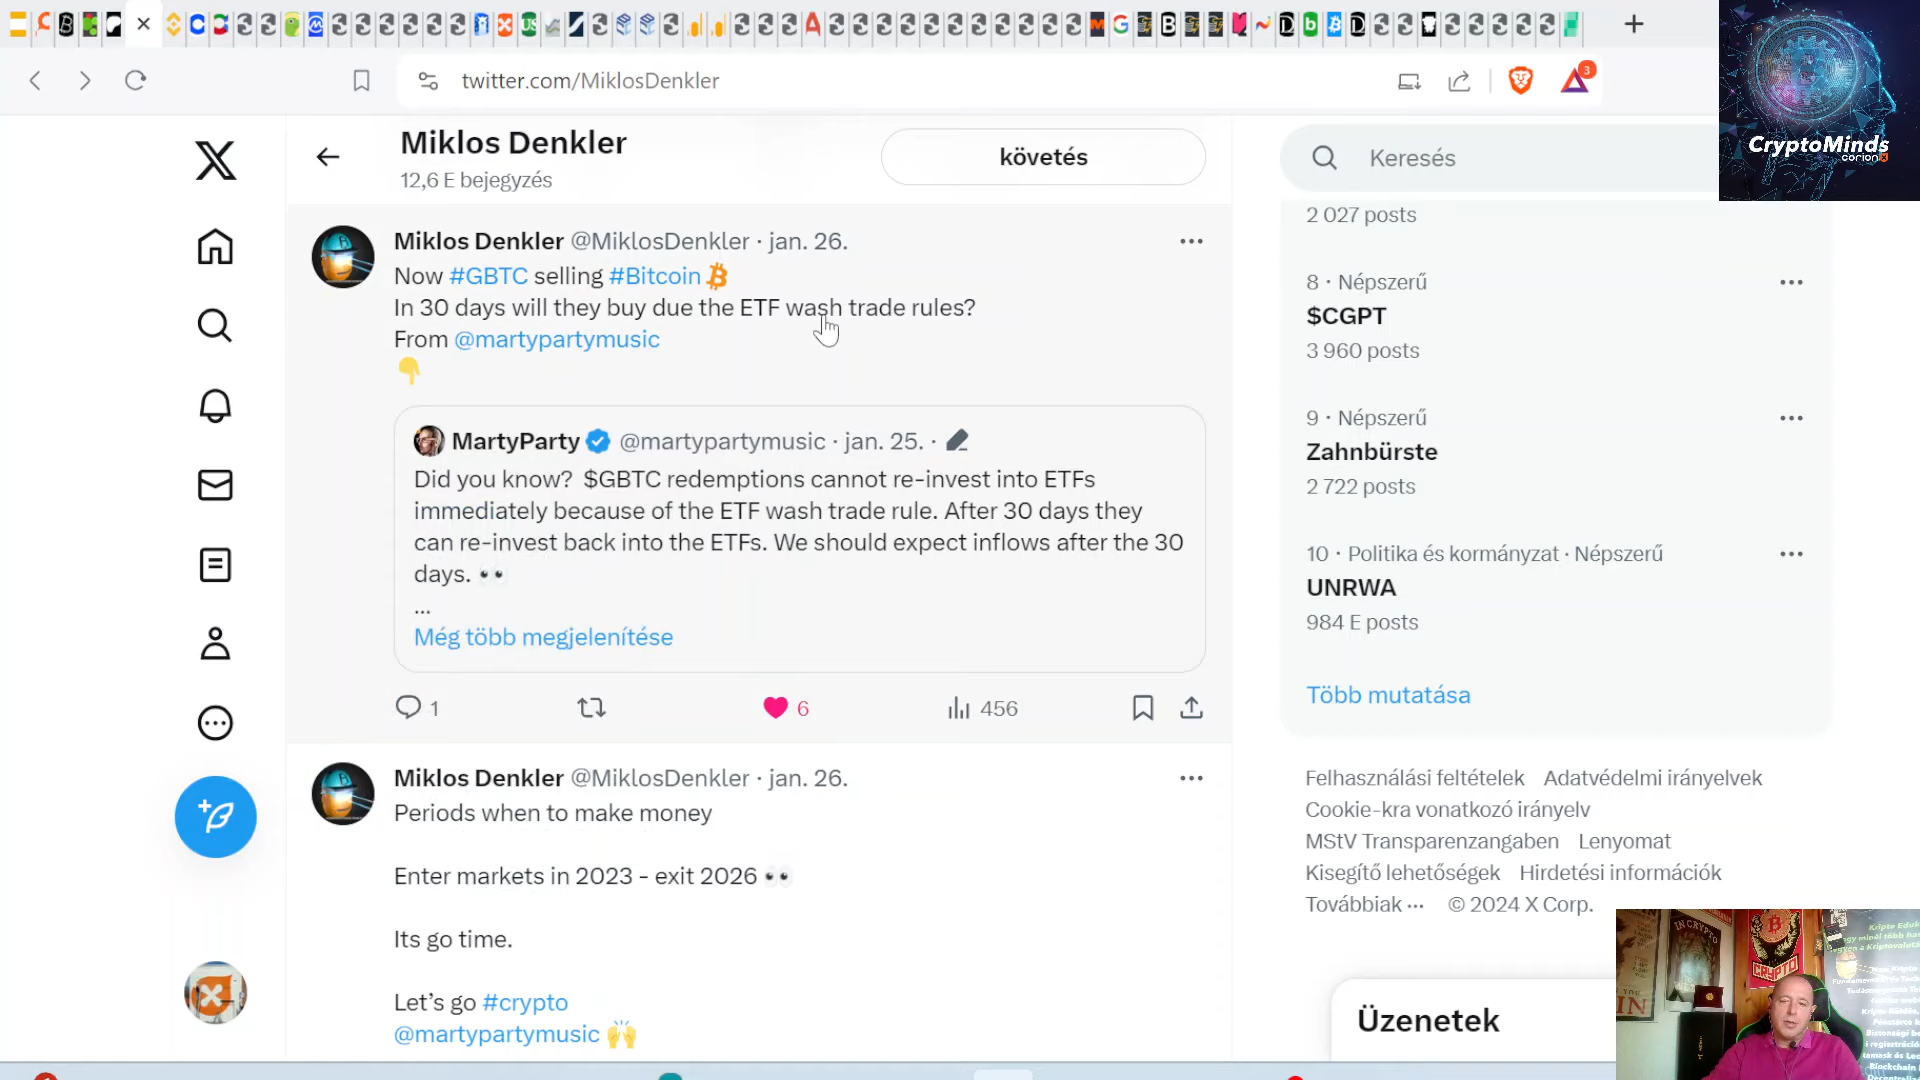 twitter.com/MiklosDenkler
3
CryptoMinds
corion
Miklos Denkler
12,6 E bejegyzés
követés
Keresés
2 027 posts
Miklos Denkler @MiklosDenkler · jan. 26.
Now #GBTC selling #Bitcoin
In 30 days will they buy due the ETF wash trade rules?
From @martypartymusic
MartyParty @martypartymusic · jan. 25. ·
Did you know? $GBTC redemptions cannot re-invest into ETFs
immediately because of the ETF wash trade rule. After 30 days they
can re-invest back into the ETFs. We should expect inflows after the 30
days.
...
Még több megjelenítése
1
6
456
Miklos Denkler @MiklosDenkler · jan. 26.
Periods when to make money
Enter markets in 2023 - exit 2026
Its go time.
Let’s go #crypto
@martypartymusic
8 · Népszerű
$CGPT
3 960 posts
9 · Népszerű
Zahnbürste
2 722 posts
10 · Politika és kormányzat · Népszerű
UNRWA
984 E posts
Több mutatása
Felhasználási feltételek Adatvédelmi irányelvek
Cookie-kra vonatkozó irányelv
MStV Transparenzangaben Lenyomat
Kisegítő lehetőségek Hirdetési információk
Továbbiak ··· © 2024 X Corp.
Üzenetek
IN CRYPTO
CRYPTO
IN